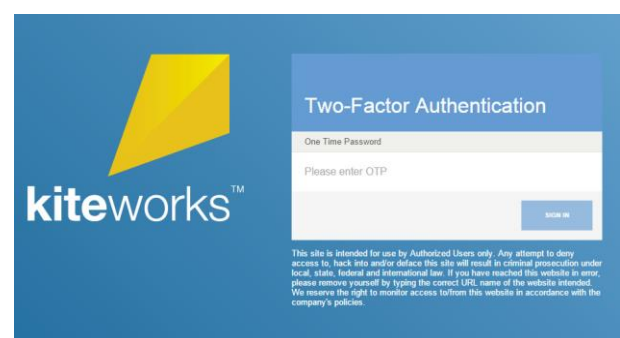 kiteworks™
Two-Factor Authentication
One Time Password
Please enter OTP
SIGN IN
This site is intended for use by Authorized Users only. Any attempt to deny
access to, hack into and/or deface this site will result in criminal prosecution under
local, state, federal and international law. If you have reached this website in error,
please remove yourself by typing the correct URL name of the website intended.
We reserve the right to monitor access to/from this website in accordance with the
company's policies.